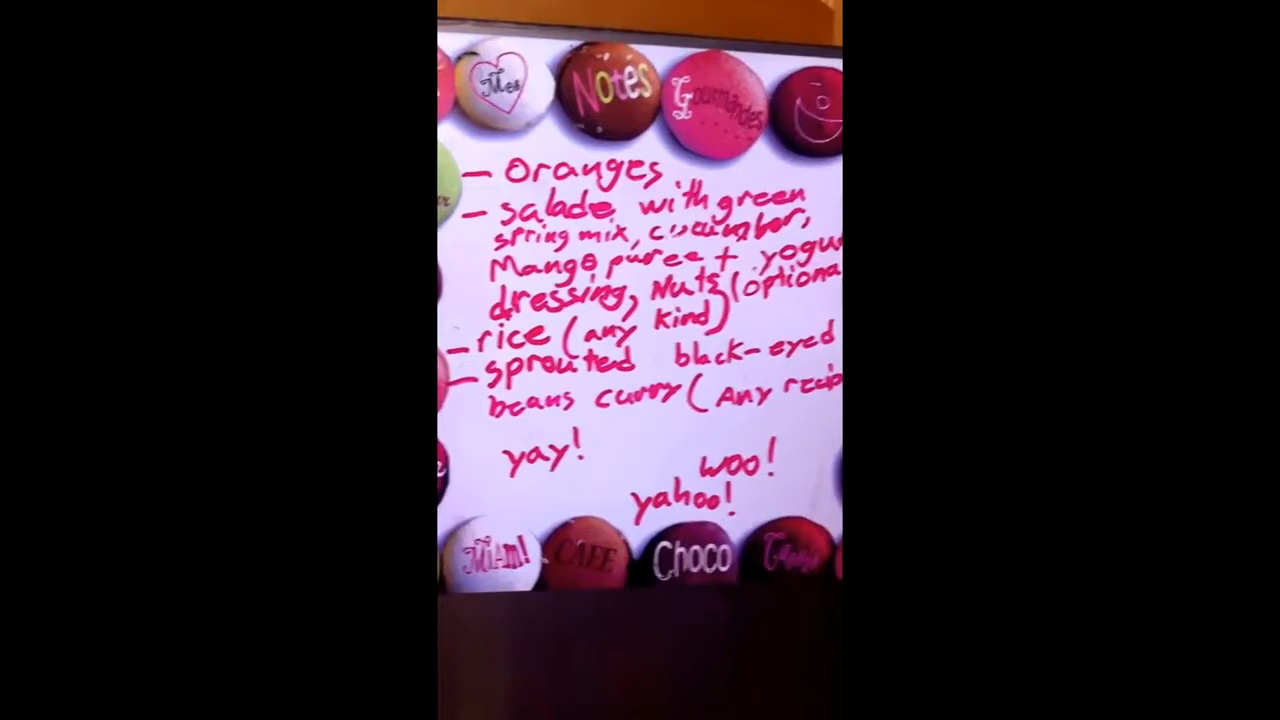 Mes Notes Gourmandes
- oranges
- salade with green
spring mix, cucumber,
Mango puree + yogu
dressing, Nuts (optiona
- rice (any kind)
- sprouted black-eyed
beans curry (Any recip
yay!
woo!
yahoo!
MiAm! CAFE Choco